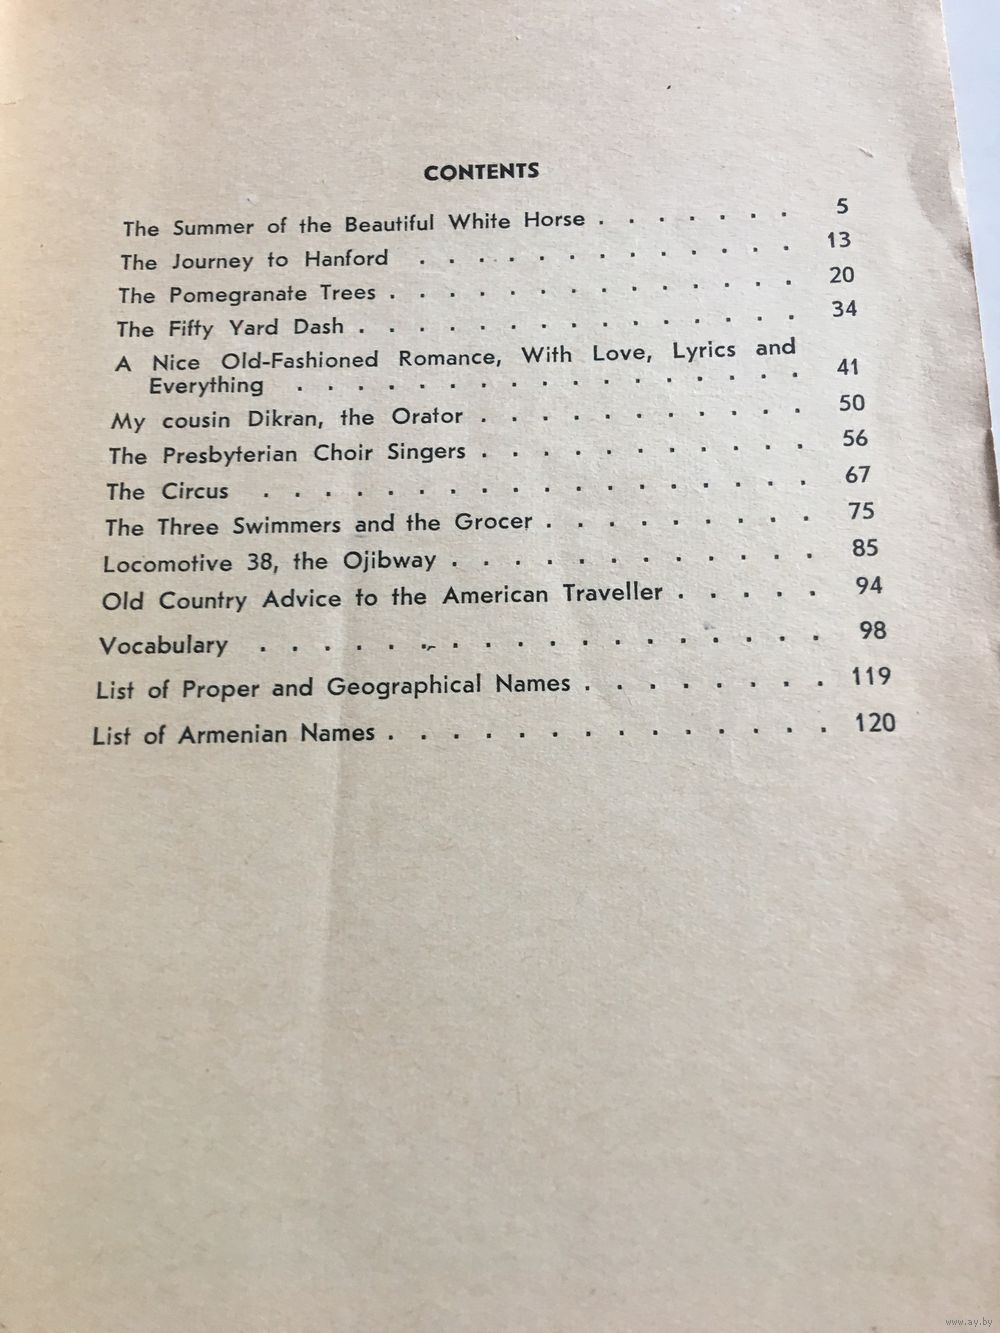 CONTENTS
The Summer of the Beautiful White Horse . . . . . . . 5
The Journey to Hanford . . . . . . . . . . . . . 13
The Pomegranate Trees . . . . . . . . . . . . . . 20
The Fifty Yard Dash . . . . . . . . . . . . . . . 34
A Nice Old-Fashioned Romance, With Love, Lyrics and
Everything . . . . . . . . . . . . . . . . . 41
My cousin Dikran, the Orator . . . . . . . . . . . 50
The Presbyterian Choir Singers . . . . . . . . . . . 56
The Circus . . . . . . . . . . . . . . . . . . 67
The Three Swimmers and the Grocer . . . . . . . . . 75
Locomotive 38, the Ojibway . . . . . . . . . . . . 85
Old Country Advice to the American Traveller . . . . . 94
Vocabulary . . . . . . . . . . . . . . . . . . 98
List of Proper and Geographical Names . . . . . . . . 119
List of Armenian Names . . . . . . . . . . . . . . 120
www.ay.by